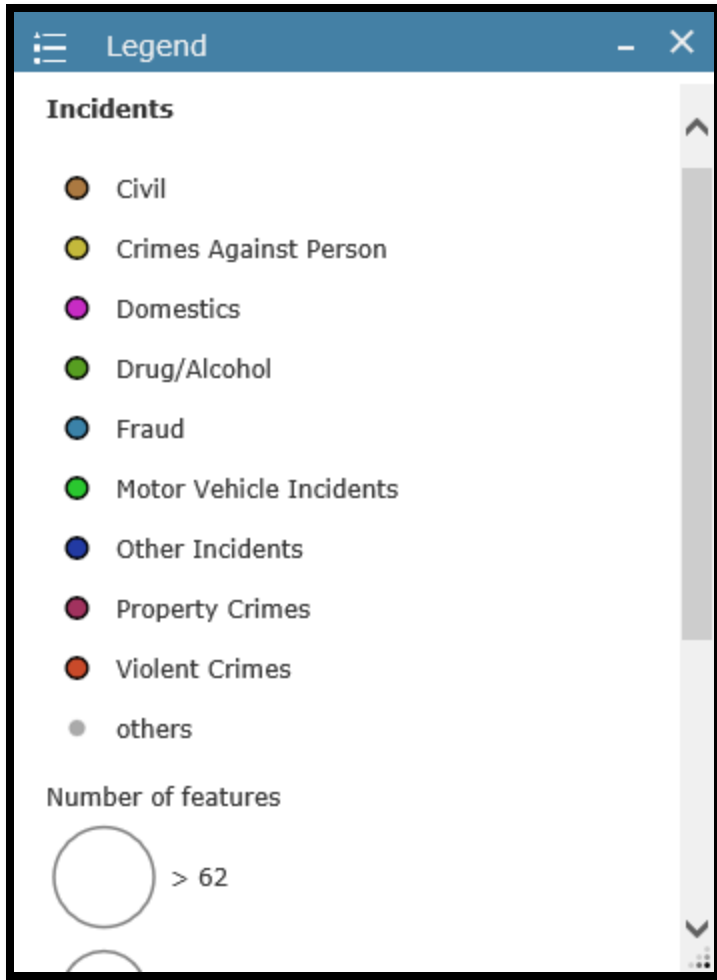 Legend
Incidents
Civil
Crimes Against Person
Domestics
Drug/Alcohol
Fraud
Motor Vehicle Incidents
Other Incidents
Property Crimes
Violent Crimes
others
Number of features
> 62